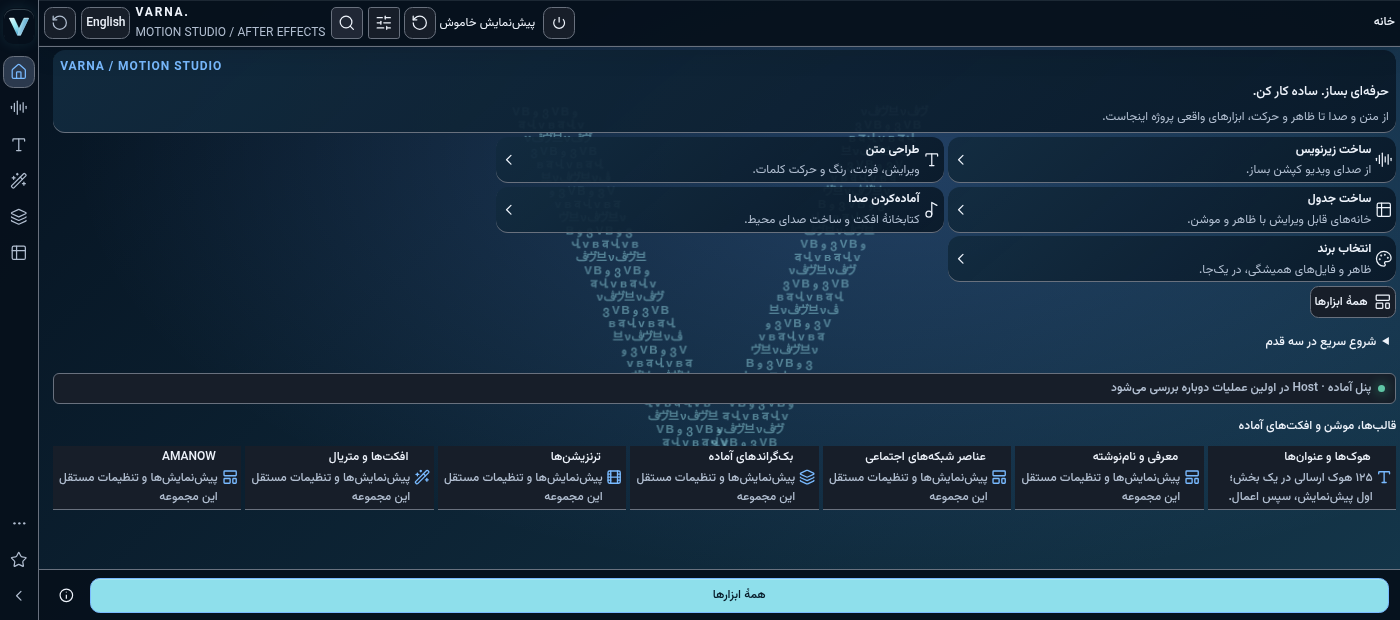 English
VARNA.
MOTION STUDIO / AFTER EFFECTS
پیش‌نمایش خاموش
خانه
VARNA / MOTION STUDIO
حرفه‌ای بساز. ساده کار کن.
از متن و صدا تا ظاهر و حرکت، ابزارهای واقعی پروژه اینجاست.
ساخت زیرنویس
از صدای ویدیو کپشن بساز.
طراحی متن
ویرایش، فونت، رنگ و حرکت کلمات.
ساخت جدول
خانه‌های قابل ویرایش با ظاهر و موشن.
آماده‌کردن صدا
کتابخانهٔ افکت و ساخت صدای محیط.
انتخاب برند
ظاهر و فایل‌های همیشگی، در یک‌جا.
همهٔ ابزارها
شروع سریع در سه قدم
پنل آماده · Host در اولین عملیات دوباره بررسی می‌شود
قالب‌ها، موشن و افکت‌های آماده
هوک‌ها و عنوان‌ها
۱۲۵ هوک ارسالی در یک بخش؛
اول پیش‌نمایش، سپس اعمال.
معرفی و نام‌نوشته
پیش‌نمایش‌ها و تنظیمات مستقل
این مجموعه
عناصر شبکه‌های اجتماعی
پیش‌نمایش‌ها و تنظیمات مستقل
این مجموعه
بک‌گراندهای آماده
پیش‌نمایش‌ها و تنظیمات مستقل
این مجموعه
ترنزیشن‌ها
پیش‌نمایش‌ها و تنظیمات مستقل
این مجموعه
افکت‌ها و متریال
پیش‌نمایش‌ها و تنظیمات مستقل
این مجموعه
AMANOW
پیش‌نمایش‌ها و تنظیمات مستقل
این مجموعه
همهٔ ابزارها